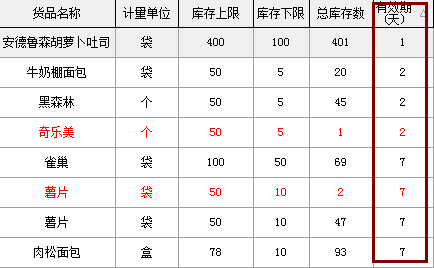 货品名称 计量单位 库存上限 库存下限 总库存数 有效期(天)
安德鲁森胡萝卜吐司 袋 400 100 401 1
牛奶棚面包 袋 50 5 20 2
黑森林 个 50 5 45 2
奇乐美 个 50 5 1 2
雀巢 袋 100 50 69 7
薯片 袋 50 10 2 7
薯片 袋 50 10 47 7
肉松面包 盒 78 10 93 7